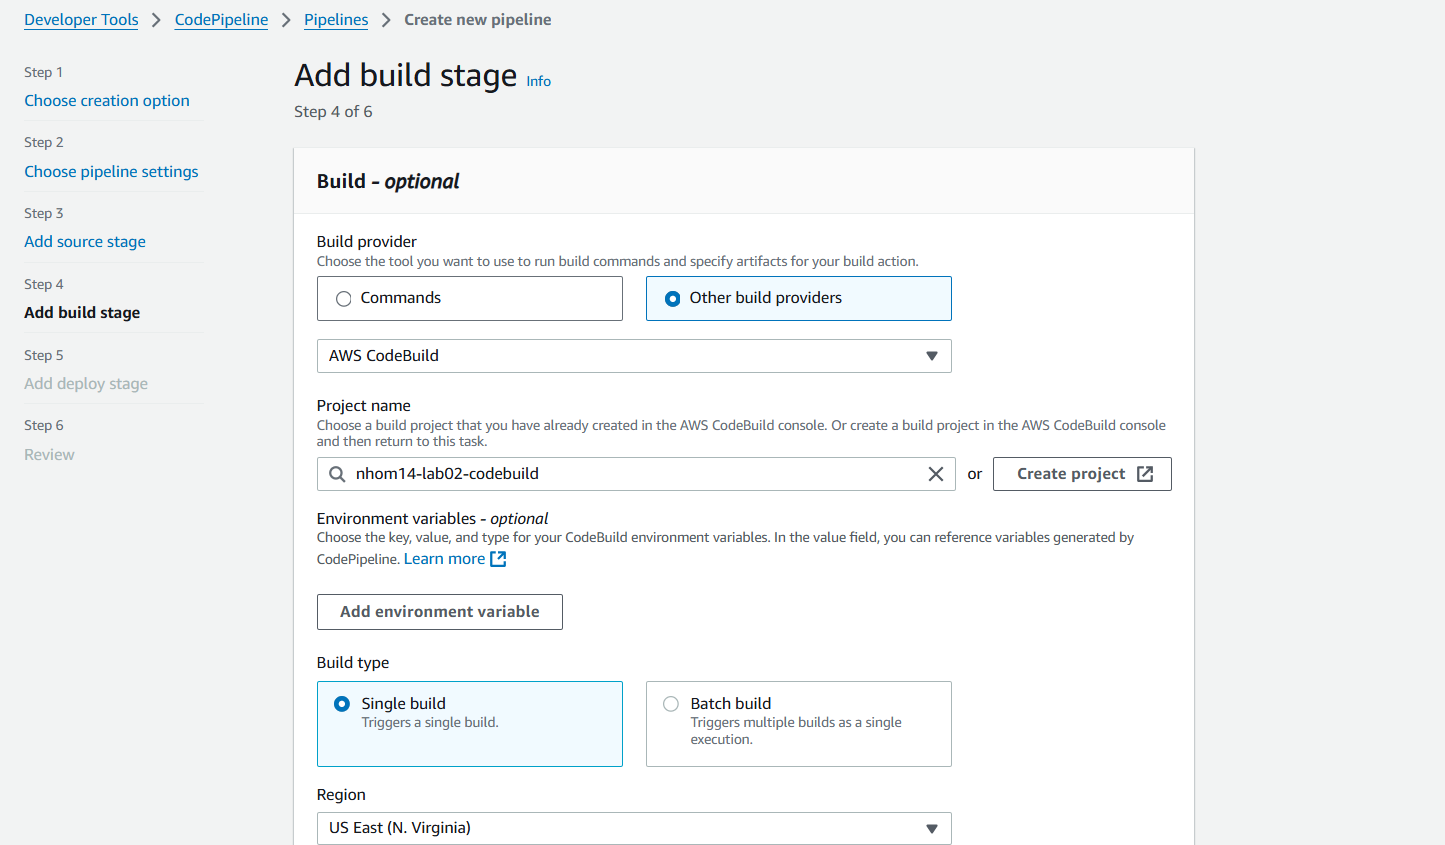 Developer Tools > CodePipeline > Pipelines > Create new pipeline
Step 1
Choose creation option
Step 2
Choose pipeline settings
Step 3
Add source stage
Step 4
Add build stage
Step 5
Add deploy stage
Step 6
Review
Add build stage Info
Step 4 of 6
Build - optional
Build provider
Choose the tool you want to use to run build commands and specify artifacts for your build action.
Commands
Other build providers
AWS CodeBuild
Project name
Choose a build project that you have already created in the AWS CodeBuild console. Or create a build project in the AWS CodeBuild console
and then return to this task.
nhom14-lab02-codebuild
or
Create project
Environment variables - optional
Choose the key, value, and type for your CodeBuild environment variables. In the value field, you can reference variables generated by
CodePipeline. Learn more
Add environment variable
Build type
Single build
Triggers a single build.
Batch build
Triggers multiple builds as a single
execution.
Region
US East (N. Virginia)